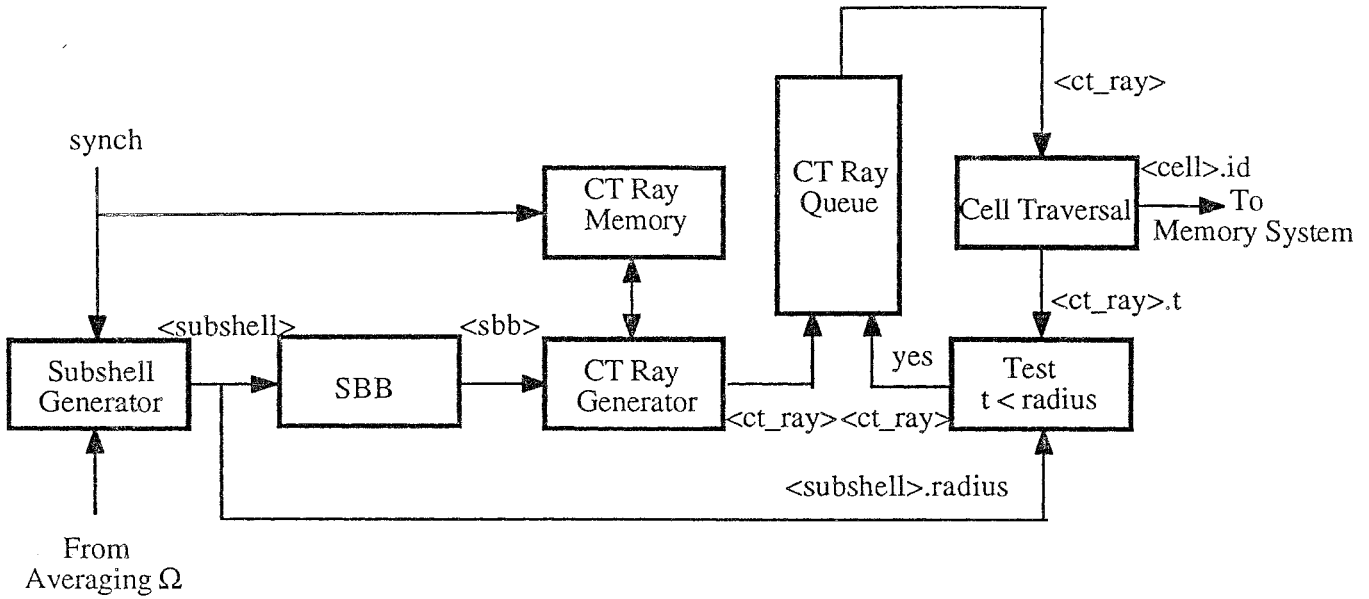 <ct_ray>
synch
CT Ray
Memory
CT Ray
Queue
<cell>.id
Cell Traversal
To
Memory System
<ct_ray>.t
<subshell>
<sbb>
Subshell
Generator
SBB
CT Ray
Generator
yes
Test
t < radius
<ct_ray>
<ct_ray>
<subshell>.radius
From
Averaging Ω